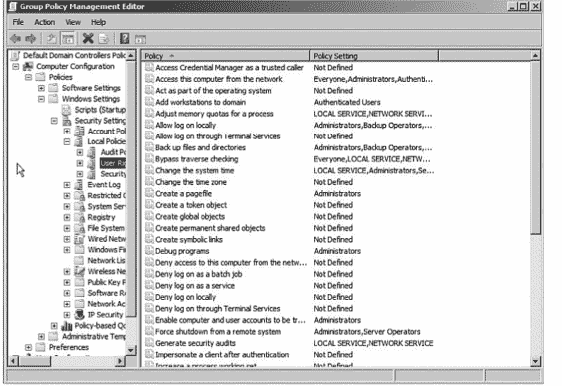 Group Policy Management Editor
File Action View Help
Default Domain Controllers Polic
Computer Configuration
Policies
Software Settings
Windows Settings
Scripts (Startup
Security Setting
Account Pol
Local Policies
Audit Po
User Rig
Security
Event Log
Restricted G
System Ser
Registry
File System
Wired Netw
Windows Fi
Network Lis
Wireless Ne
Public Key P
Software R
Network Ac
IP Security
Policy-based Qo
Administrative Temp
Preferences
Policy Policy Setting
Access Credential Manager as a trusted caller Not Defined
Access this computer from the network Everyone,Administrators,Authenti...
Act as part of the operating system Not Defined
Add workstations to domain Authenticated Users
Adjust memory quotas for a process LOCAL SERVICE,NETWORK SERVI...
Allow log on locally Administrators,Backup Operators,...
Allow log on through Terminal Services Not Defined
Back up files and directories Administrators,Backup Operators,...
Bypass traverse checking Everyone,LOCAL SERVICE,NETW...
Change the system time LOCAL SERVICE,Administrators,Se...
Change the time zone Not Defined
Create a pagefile Administrators
Create a token object Not Defined
Create global objects Not Defined
Create permanent shared objects Not Defined
Create symbolic links Not Defined
Debug programs Administrators
Deny access to this computer from the netw... Not Defined
Deny log on as a batch job Not Defined
Deny log on as a service Not Defined
Deny log on locally Not Defined
Deny log on through Terminal Services Not Defined
Enable computer and user accounts to be tr... Administrators
Force shutdown from a remote system Administrators,Server Operators
Generate security audits LOCAL SERVICE,NETWORK SERVICE
Impersonate a client after authentication Not Defined
Increase a process working set Not Defined